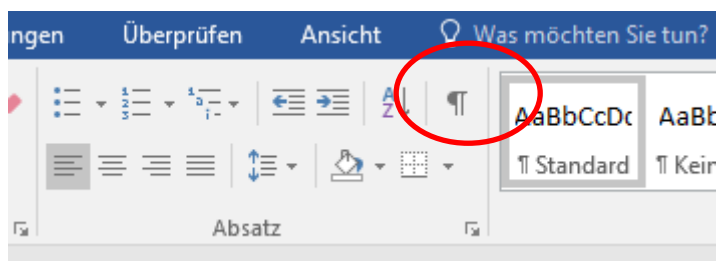 ngen Überprüfen Ansicht Was möchten Sie tun?
A
Z ¶
AaBbCcDc AaBb
¶ Standard ¶ Kein
Absatz